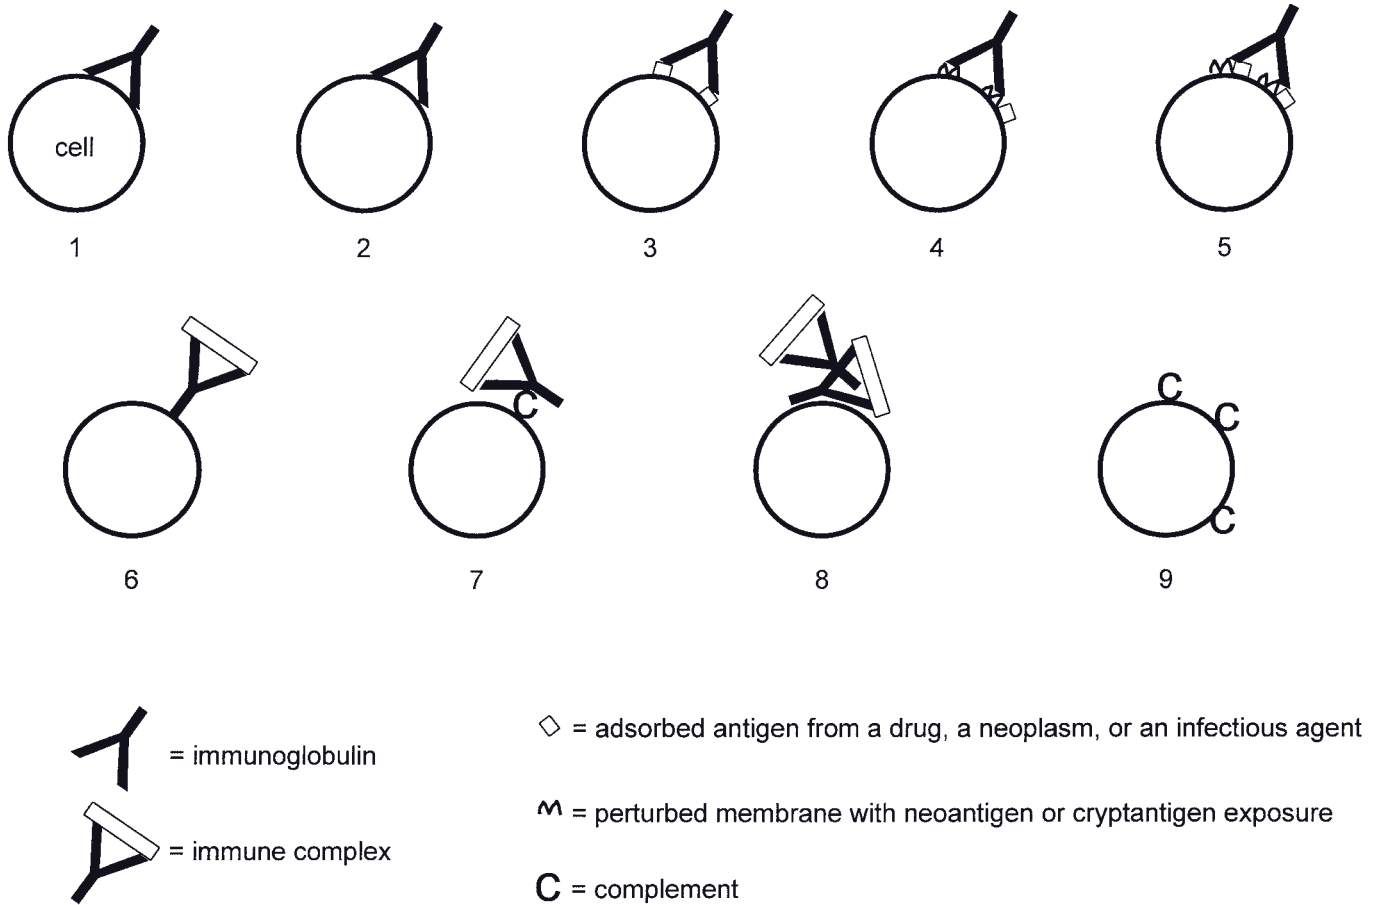 cell
1 2 3 4 5
6 7 8 9
= immunoglobulin
= adsorbed antigen from a drug, a neoplasm, or an infectious agent
= perturbed membrane with neoantigen or cryptantigen exposure
= immune complex
C = complement
C
C
C
C